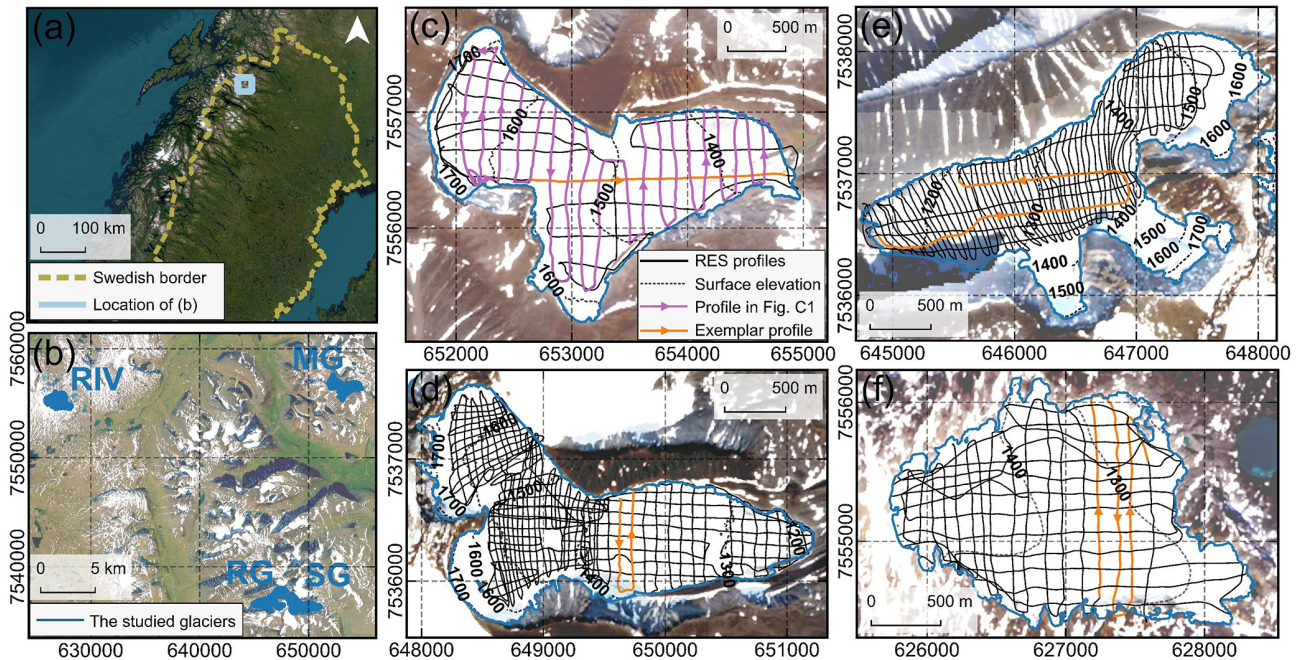 (a)
0 100 km
Swedish border
Location of (b)
(b)
RIV
MG
RG SG
0 5 km
The studied glaciers
7560000
7550000
7540000
630000 640000 650000
(c)
0 500 m
1700
1600
1400
1700
1500
1600
RES profiles
Surface elevation
Profile in Fig. C1
Exemplar profile
7557000
7556000
652000 653000 654000 655000
(d)
0 500 m
1600
1700
1700
1500
1600
1600
1700
1400
1300
1200
7537000
7536000
648000 649000 650000 651000
(e)
1600
1500
1400
1600
1200
1400
1700
1500
1600
1400
1500
0 500 m
7538000
7537000
7536000
645000 646000 647000 648000
(f)
1400
1300
0 500 m
7556000
7555000
626000 627000 628000